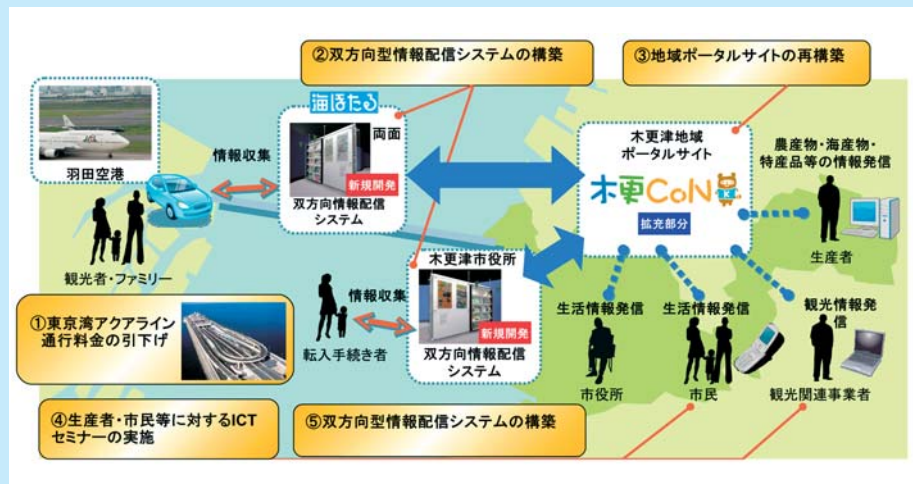 ②双方向型情報配信システムの構築
③地域ポータルサイトの再構築
海ほたる
両面
新規開発
双方向情報配信
システム
羽田空港
情報収集
観光者・ファミリー
木更津地域
ポータルサイト
木更CoN
拡充部分
農産物・海産物・
特産品等の情報発信
生産者
①東京湾アクアライン
通行料金の引下げ
情報収集
転入手続き者
木更津市役所
新規開発
双方向情報配信
システム
生活情報発信
市役所
生活情報発信
市民
観光情報発
信
観光関連事業者
④生産者・市民等に対するICT
セミナーの実施
⑤双方向型情報配信システムの構築